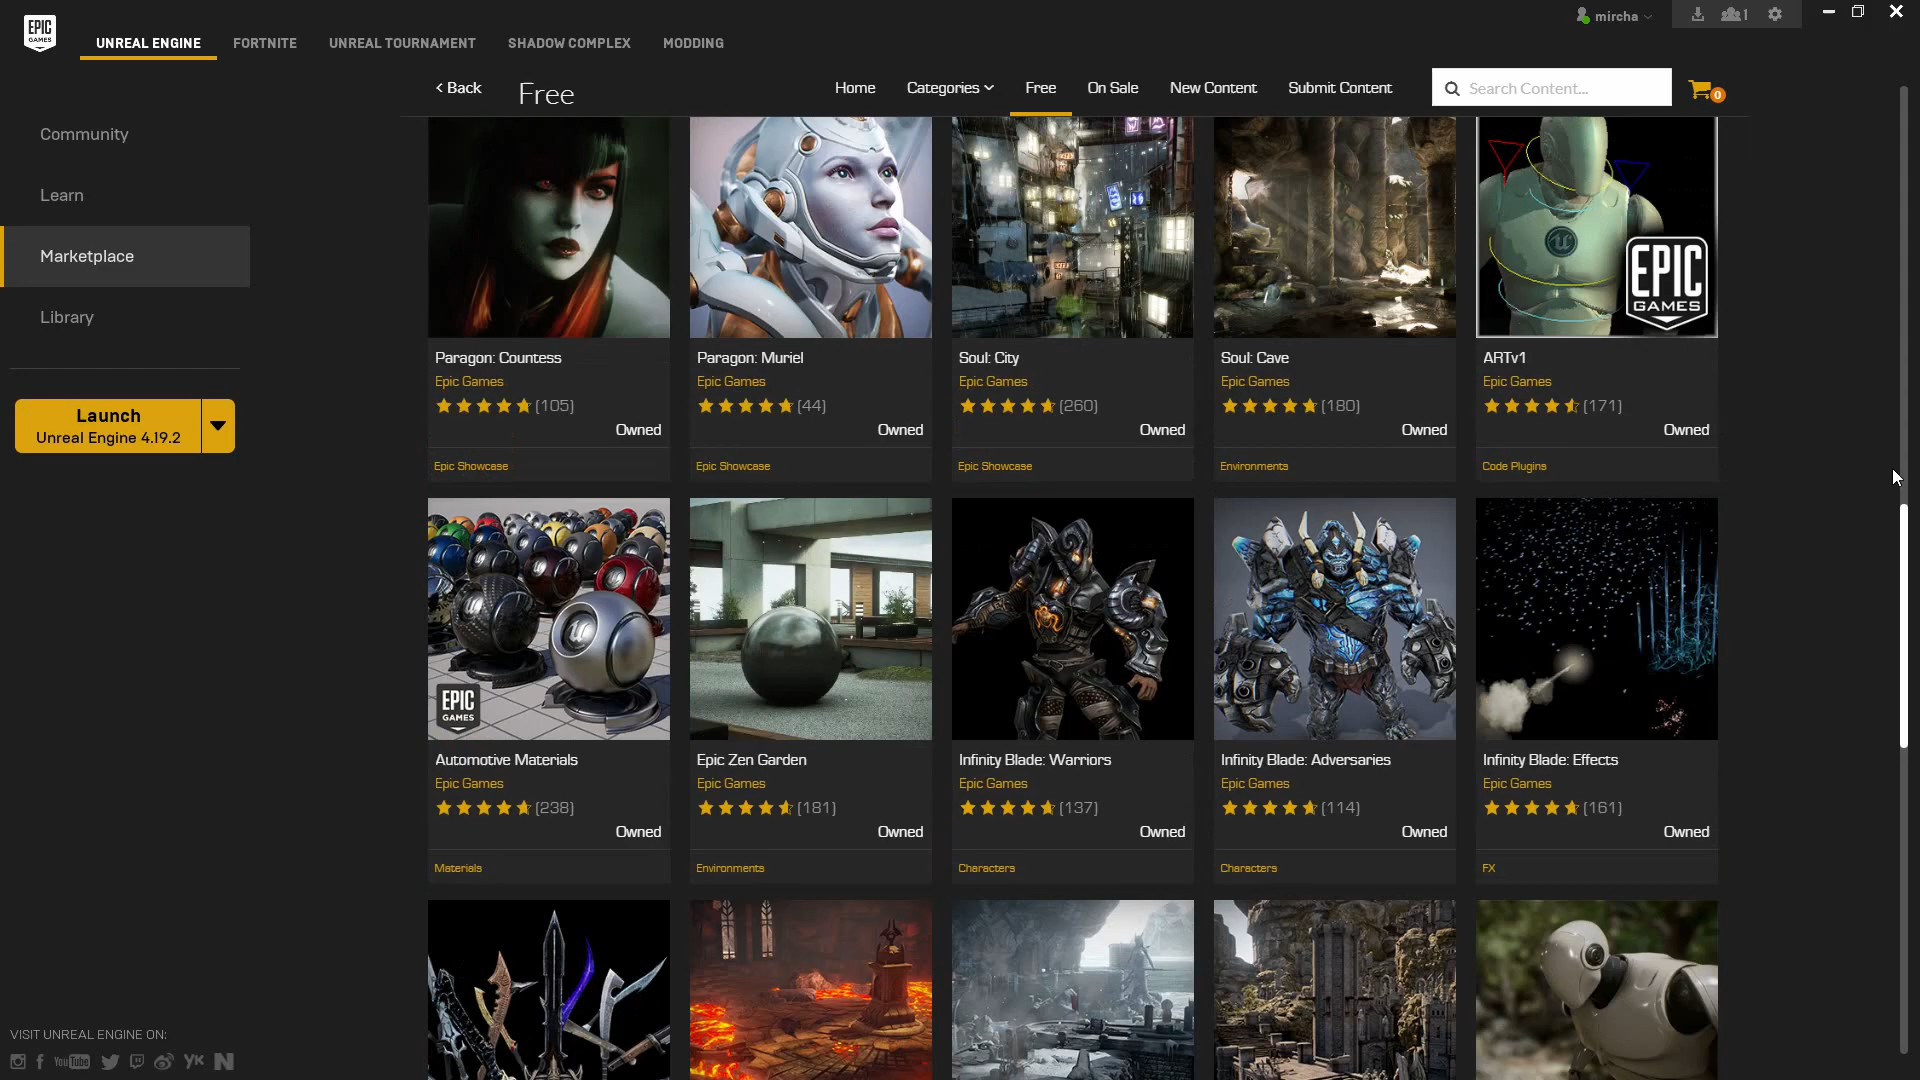 EPIC
GAMES
UNREAL ENGINE
FORTNITE
UNREAL TOURNAMENT
SHADOW COMPLEX
MODDING
mircha
1
< Back
Free
Home
Categories
Free
On Sale
New Content
Submit Content
Search Content...
0
Community
Learn
Marketplace
Library
Launch
Unreal Engine 4.19.2
EPIC
GAMES
Paragon: Countess
Epic Games
(105)
Owned
Epic Showcase
Paragon: Muriel
Epic Games
(44)
Owned
Epic Showcase
Soul: City
Epic Games
(260)
Owned
Epic Showcase
Soul: Cave
Epic Games
(180)
Owned
Environments
ARTv1
Epic Games
(171)
Owned
Code Plugins
EPIC
GAMES
Automotive Materials
Epic Games
(238)
Owned
Materials
Epic Zen Garden
Epic Games
(181)
Owned
Environments
Infinity Blade: Warriors
Epic Games
(137)
Owned
Characters
Infinity Blade: Adversaries
Epic Games
(114)
Owned
Characters
Infinity Blade: Effects
Epic Games
(161)
Owned
FX
VISIT UNREAL ENGINE ON:
YouTube